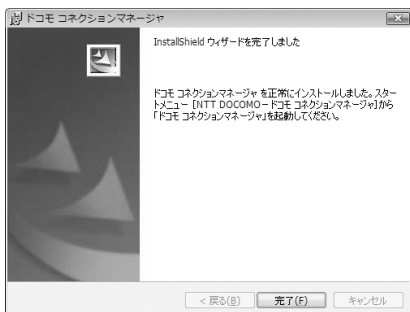 ドコモ コネクションマネージャ
InstallShield ウィザードを完了しました
ドコモ コネクションマネージャ を正常にインストールしました。スター
トメニュー [NTT DOCOMO－ドコモ コネクションマネージャ]から
「ドコモ コネクションマネージャ」を起動してください。
< 戻る(B) 完了(F) キャンセル